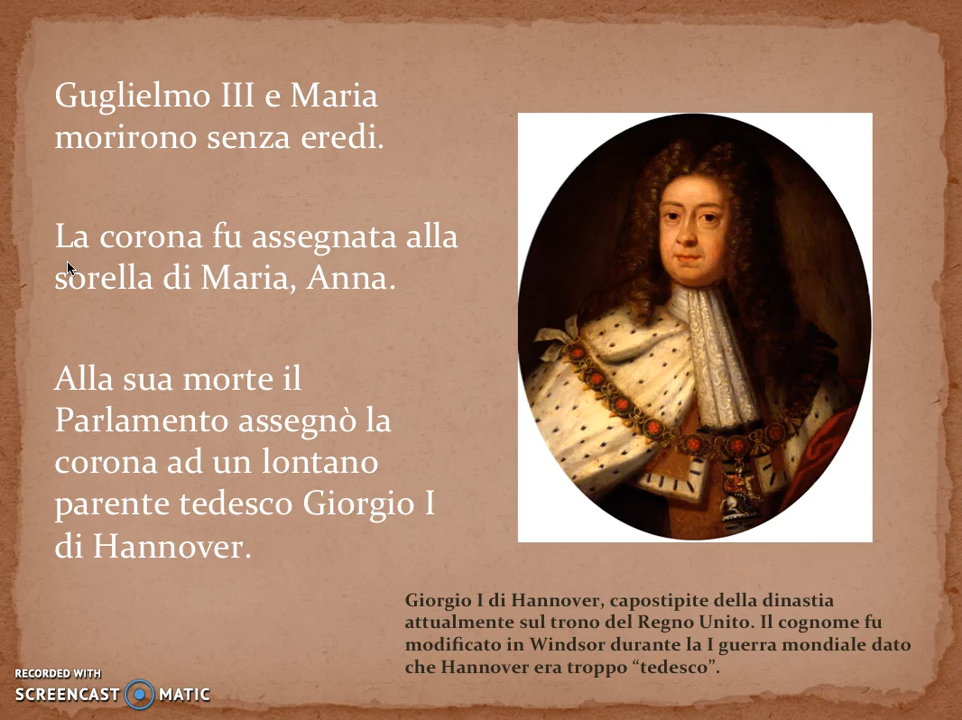 Guglielmo III e Maria
morirono senza eredi.
La corona fu assegnata alla
sorella di Maria, Anna.
Alla sua morte il
Parlamento assegnò la
corona ad un lontano
parente tedesco Giorgio I
di Hannover.
Giorgio I di Hannover, capostipite della dinastia
attualmente sul trono del Regno Unito. Il cognome fu
modificato in Windsor durante la I guerra mondiale dato
che Hannover era troppo “tedesco”.
RECORDED WITH
SCREENCAST MATIC